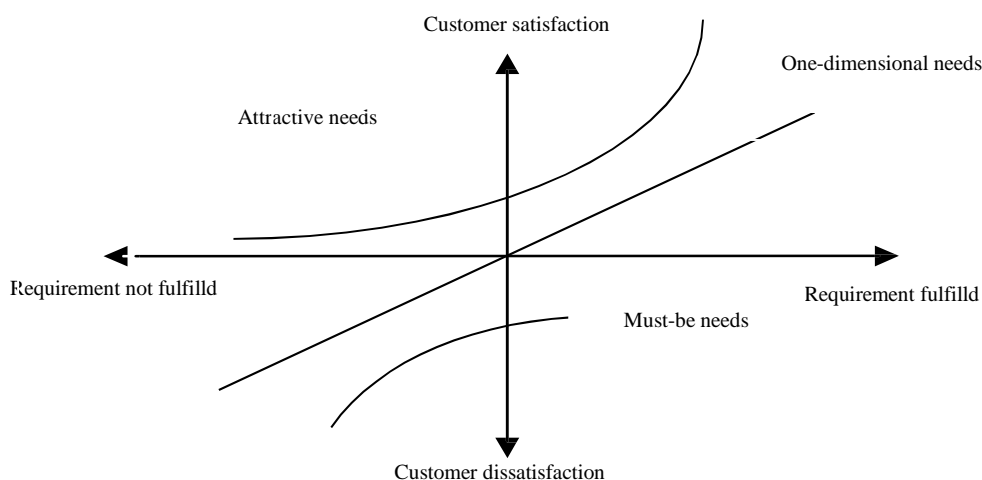 Customer satisfaction
One-dimensional needs
Attractive needs
Requirement not fulfilld
Requirement fulfilld
Must-be needs
Customer dissatisfaction